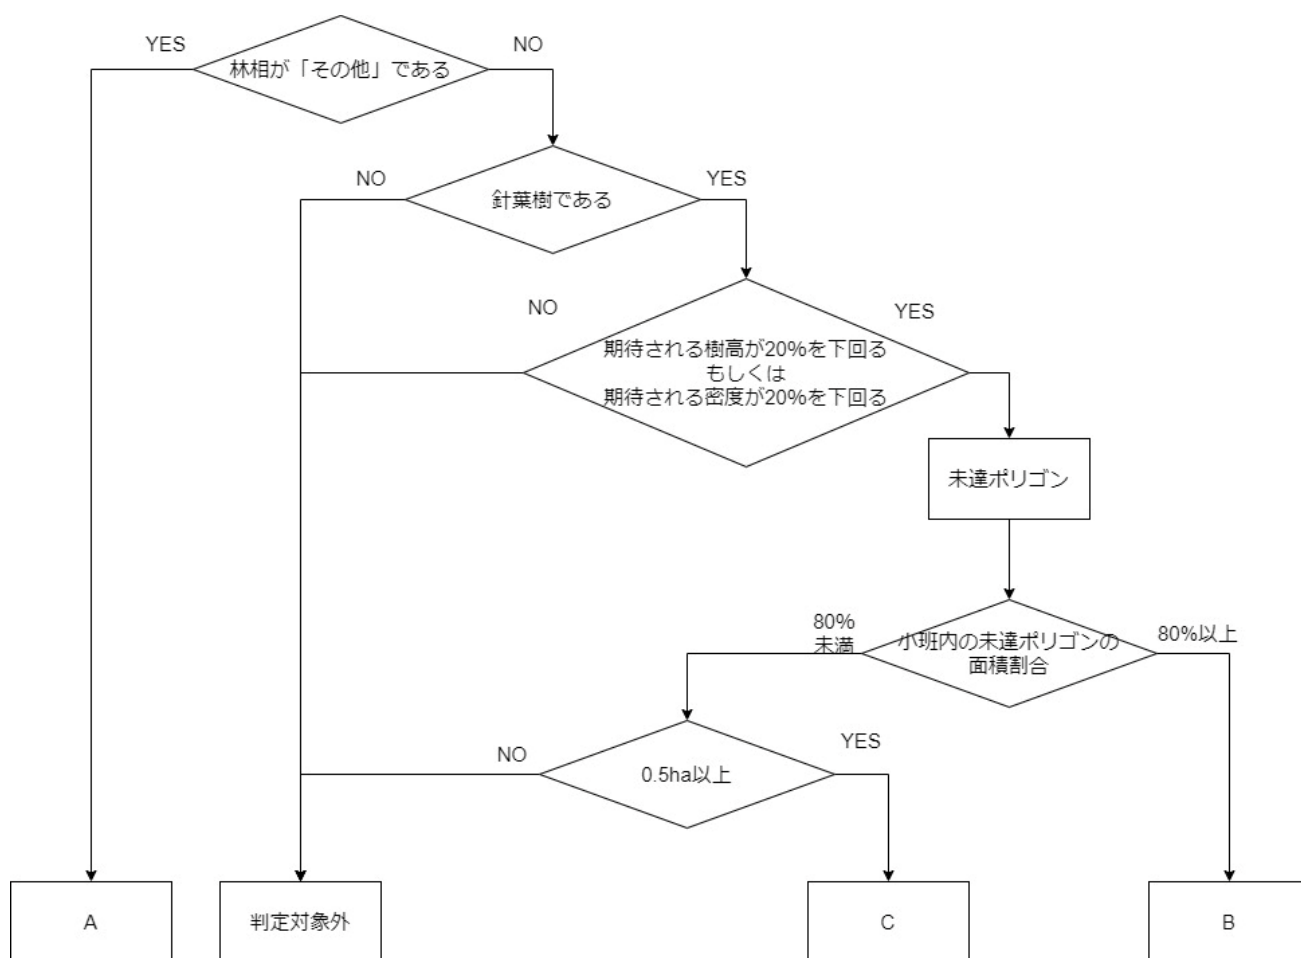 YES
NO
林相が「その他」である
NO
YES
針葉樹である
NO
YES
期待される樹高が20%を下回る
もしくは
期待される密度が20%を下回る
未達ポリゴン
80%
未満
小班内の未達ポリゴンの
面積割合
80%以上
NO
YES
0.5ha以上
A
判定対象外
C
B